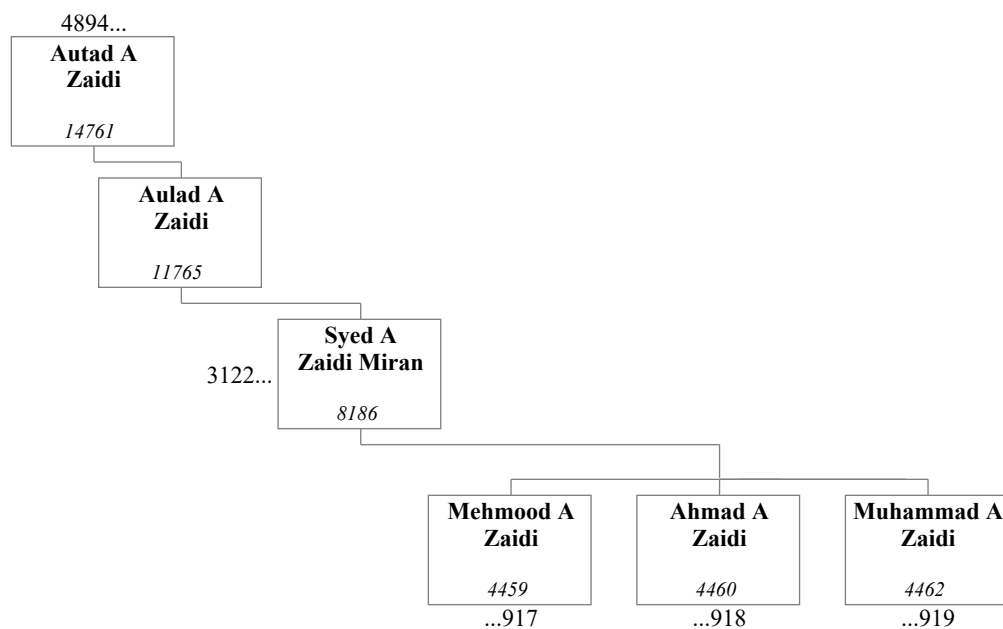 4894...
Autad A
Zaidi
14761
Aulad A
Zaidi
11765
Syed A
Zaidi Miran
3122...
8186
Mehmood A
Zaidi
4459
...917
Ahmad A
Zaidi
4460
...918
Muhammad A
Zaidi
4462
...919